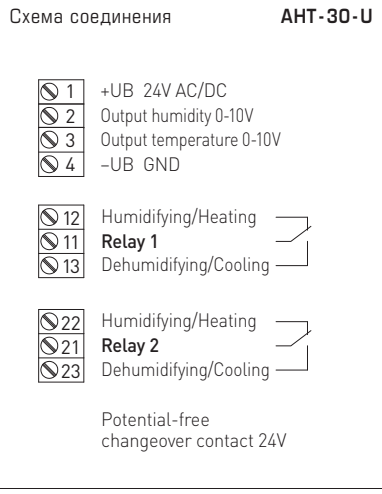 Схема соединения AHT-30-U
1 +UB 24V AC/DC
2 Output humidity 0-10V
3 Output temperature 0-10V
4 –UB GND
12 Humidifying/Heating
11 Relay 1
13 Dehumidifying/Cooling
22 Humidifying/Heating
21 Relay 2
23 Dehumidifying/Cooling
Potential-free
changeover contact 24V